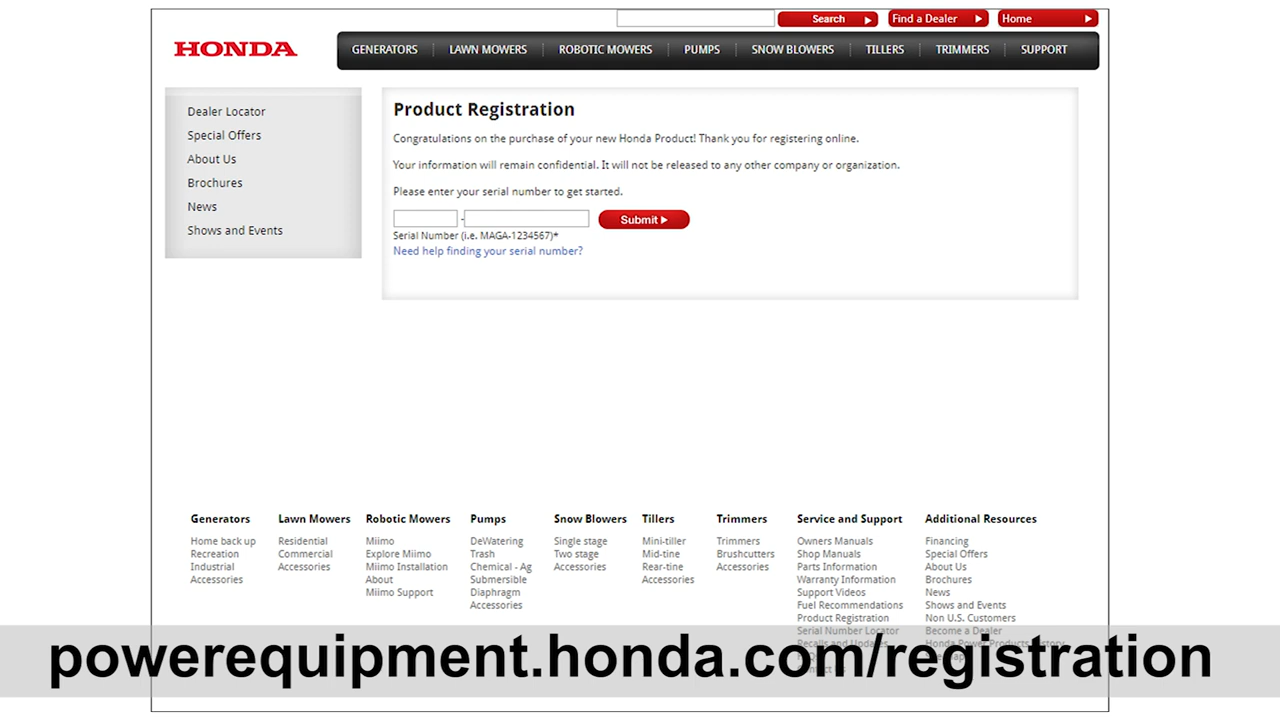 Search
Find a Dealer
Home
HONDA
GENERATORS
LAWN MOWERS
ROBOTIC MOWERS
PUMPS
SNOW BLOWERS
TILLERS
TRIMMERS
SUPPORT
Dealer Locator
Special Offers
About Us
Brochures
News
Shows and Events
Product Registration
Congratulations on the purchase of your new Honda Product! Thank you for registering online.
Your information will remain confidential. It will not be released to any other company or organization.
Please enter your serial number to get started.
-
Submit
Serial Number (i.e. MAGA-1234567)*
Need help finding your serial number?
Generators
Home back up
Recreation
Industrial
Accessories
Lawn Mowers
Residential
Commercial
Accessories
Robotic Mowers
Miimo
Explore Miimo
Miimo Installation
About
Miimo Support
Pumps
DeWatering
Trash
Chemical - Ag
Submersible
Diaphragm
Accessories
Snow Blowers
Single stage
Two stage
Accessories
Tillers
Mini-tiller
Mid-tine
Rear-tine
Accessories
Trimmers
Trimmers
Brushcutters
Accessories
Service and Support
Owners Manuals
Shop Manuals
Parts Information
Warranty Information
Support Videos
Fuel Recommendations
Product Registration
Serial Number Locator
Recalls and Updates
Additional Resources
Financing
Special Offers
About Us
Brochures
News
Shows and Events
Non U.S. Customers
Become a Dealer
Honda Power Products History
powerequipment.honda.com/registration